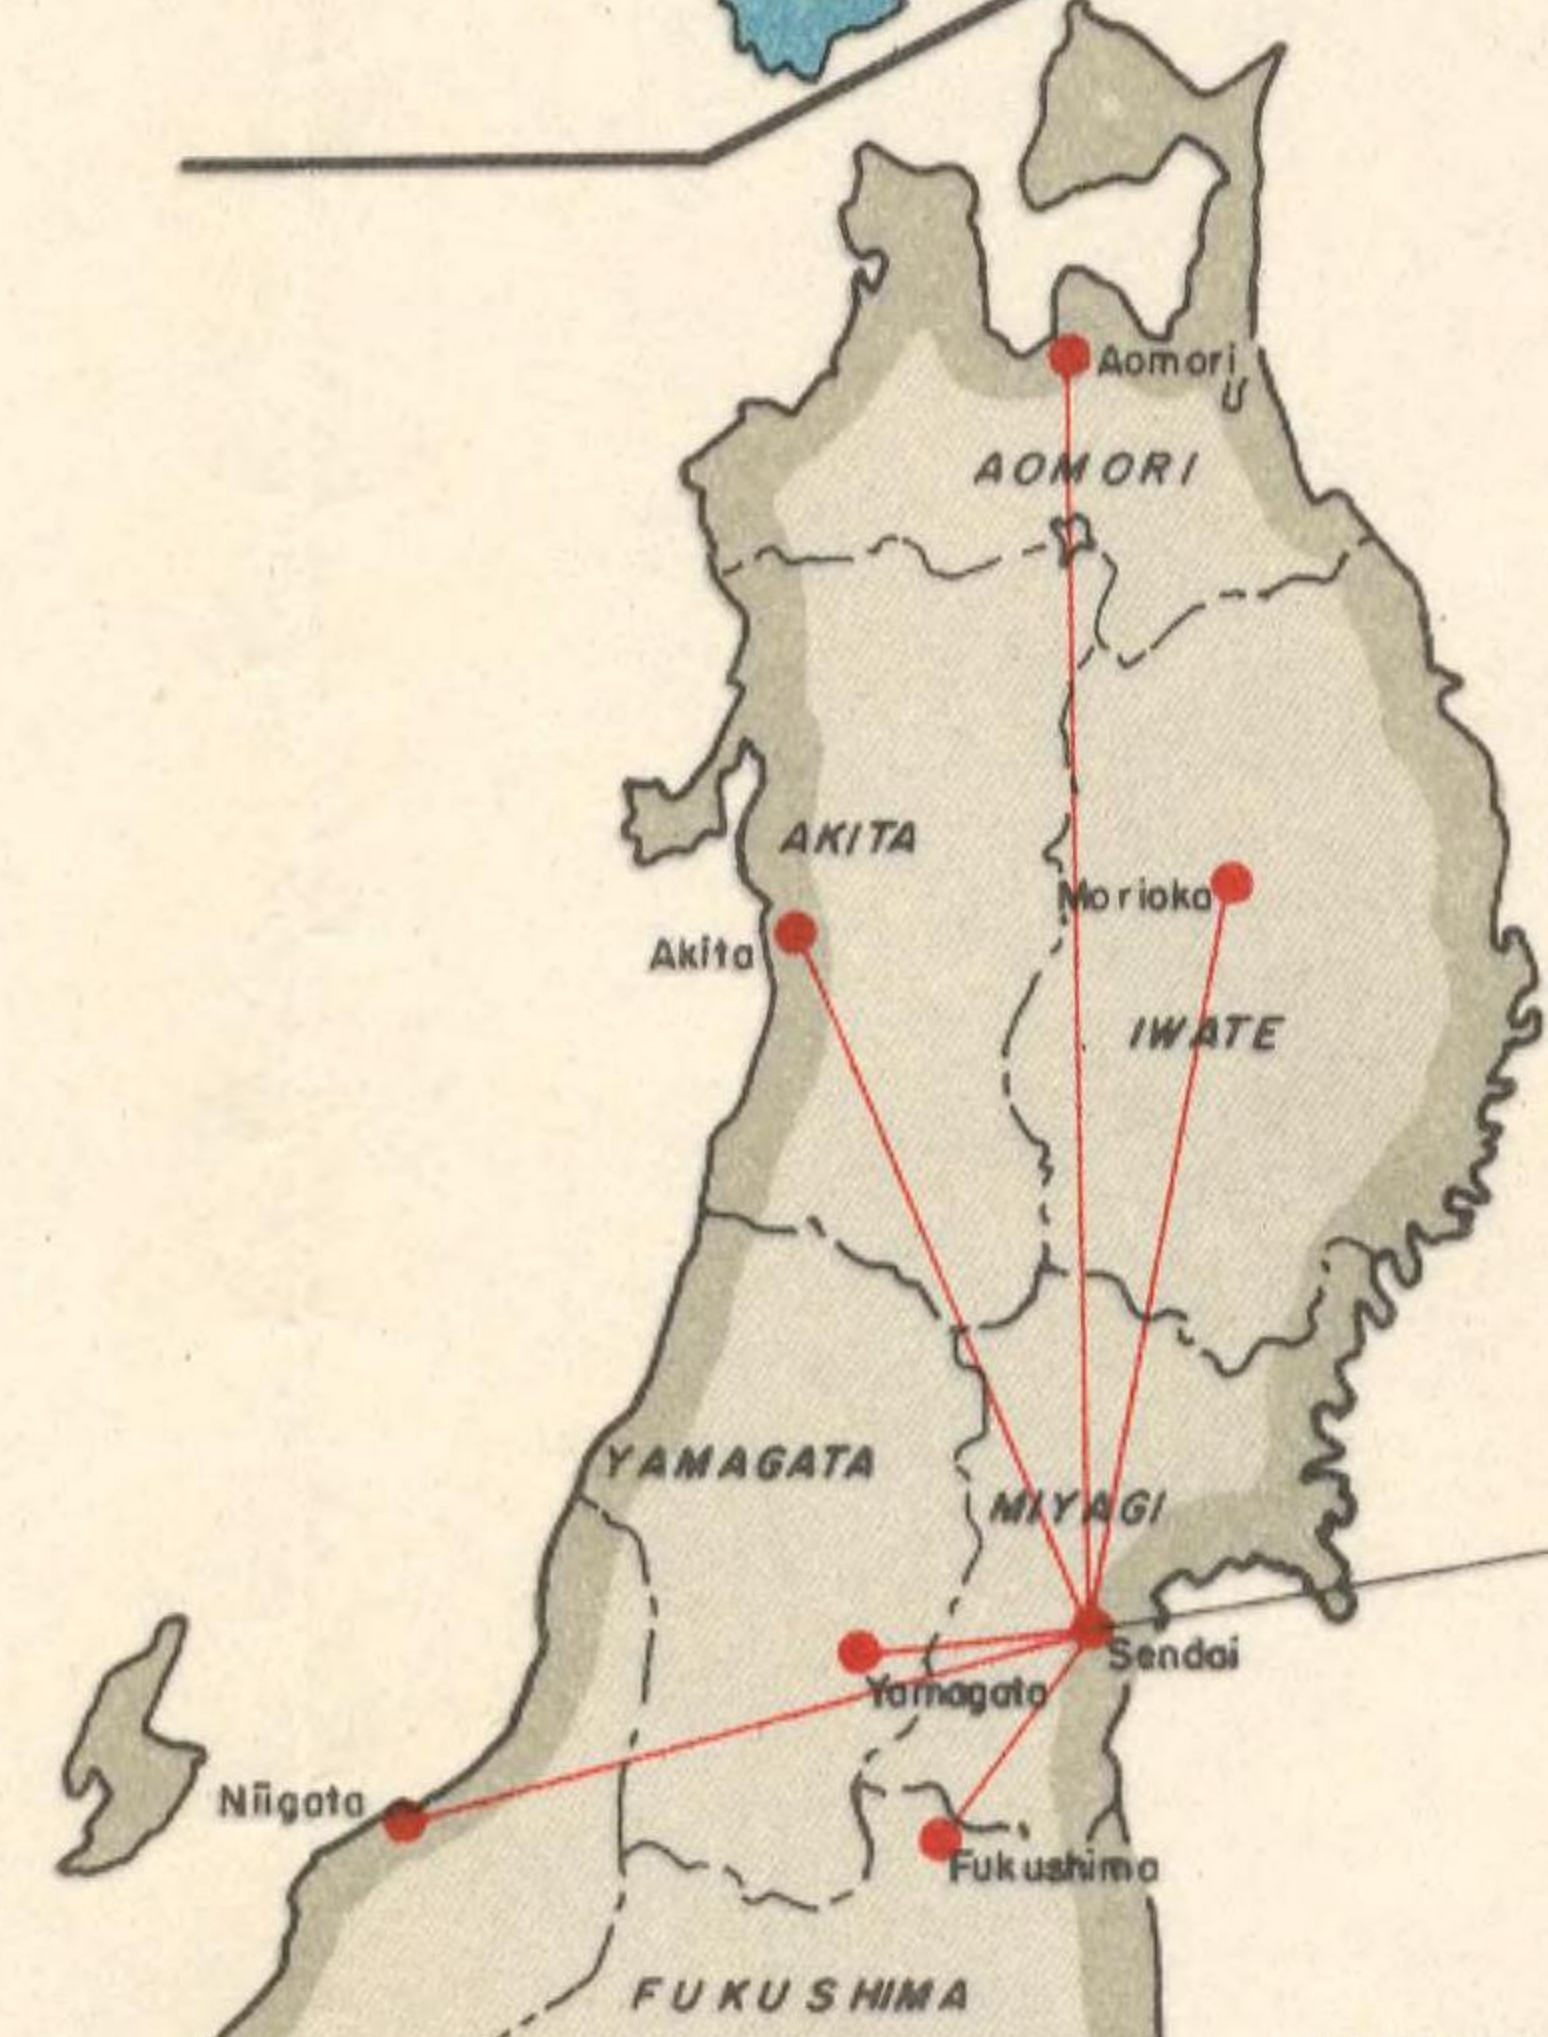 Aomori
AOMORI
AKITA
Morioka
Akita
IWATE
YAMAGATA
MIYAGI
Sendai
Yamagata
Niigata
Fukushima
FUKUSHIMA